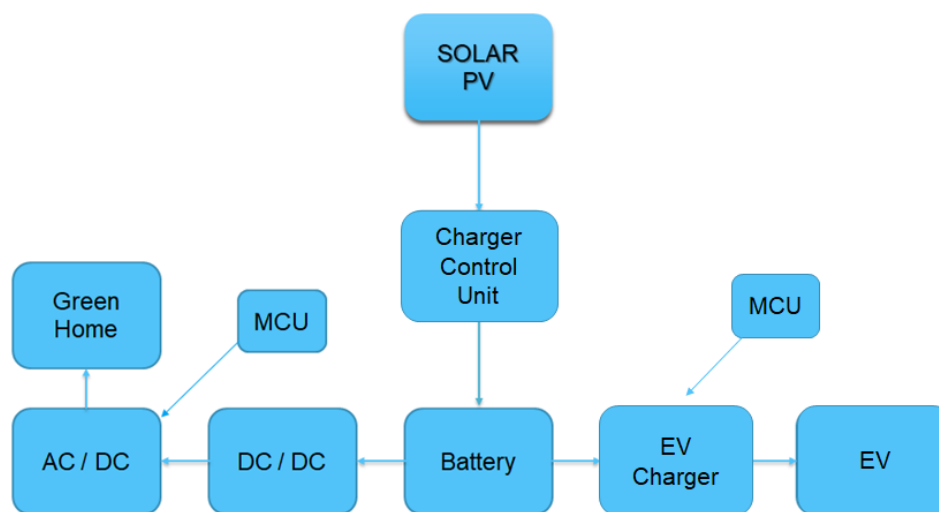 SOLAR
PV
Charger
Control
Unit
Green
Home
MCU
MCU
AC / DC
DC / DC
Battery
EV
Charger
EV